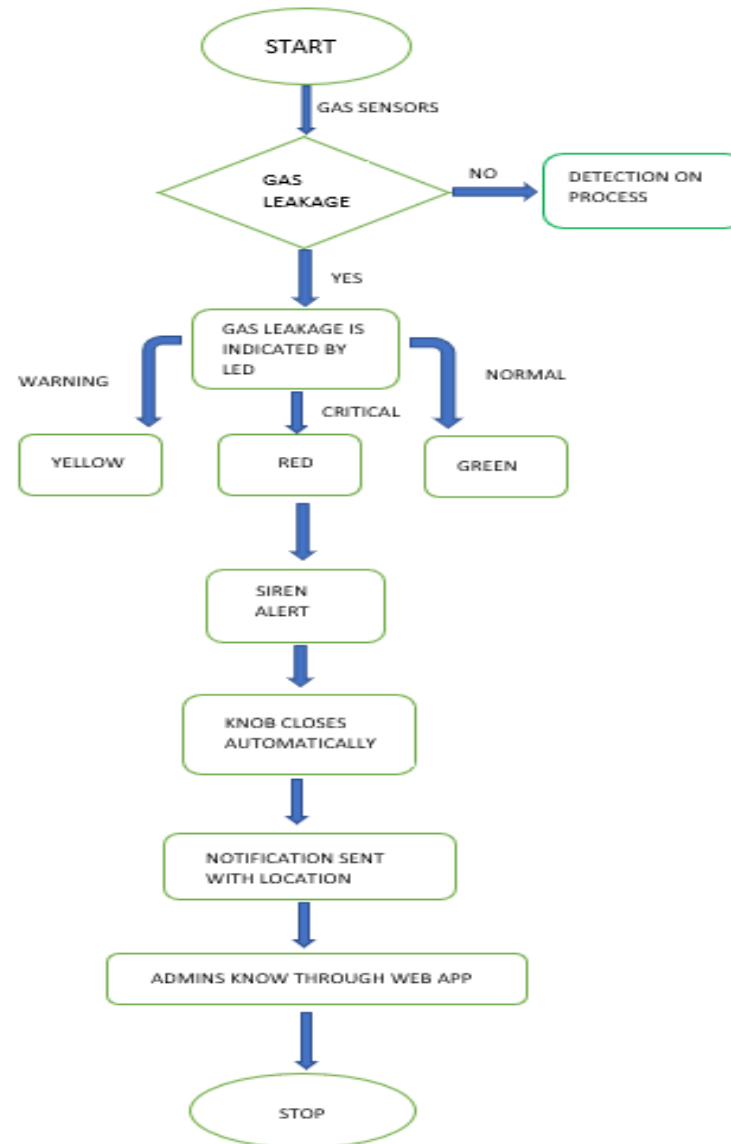 START
GAS SENSORS
GAS
LEAKAGE
NO
DETECTION ON
PROCESS
YES
GAS LEAKAGE IS
INDICATED BY
LED
WARNING
CRITICAL
NORMAL
YELLOW
RED
GREEN
SIREN
ALERT
KNOB CLOSES
AUTOMATICALLY
NOTIFICATION SENT
WITH LOCATION
ADMINS KNOW THROUGH WEB APP
STOP